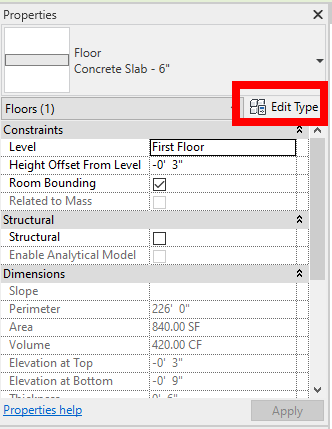 Properties
Floor
Concrete Slab - 6"
Floors (1)
Edit Type
Constraints
Level First Floor
Height Offset From Level -0' 3"
Room Bounding
Related to Mass
Structural
Structural
Enable Analytical Model
Dimensions
Slope
Perimeter 226' 0"
Area 840.00 SF
Volume 420.00 CF
Elevation at Top -0' 3"
Elevation at Bottom -0' 9"
Thickness 0' 6"
Properties help
Apply